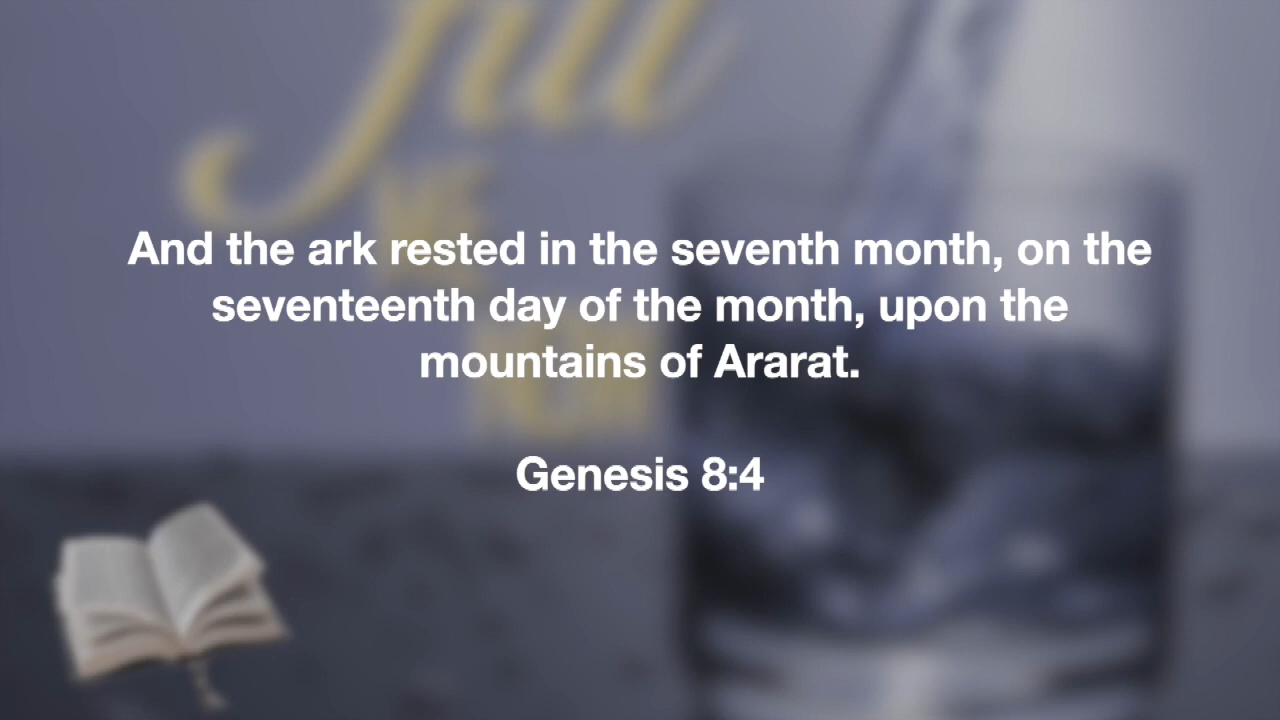 fill
And the ark rested in the seventh month, on the
seventeenth day of the month, upon the
mountains of Ararat.
Genesis 8:4